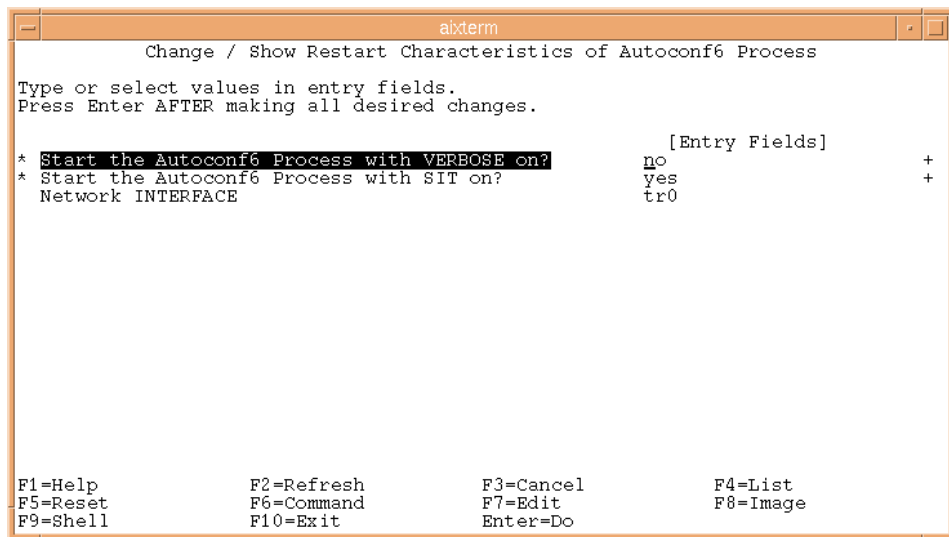 aixterm
Change / Show Restart Characteristics of Autoconf6 Process
Type or select values in entry fields.
Press Enter AFTER making all desired changes.
[Entry Fields]
* Start the Autoconf6 Process with VERBOSE on? no +
* Start the Autoconf6 Process with SIT on? yes +
Network INTERFACE tr0
F1=Help F2=Refresh F3=Cancel F4=List
F5=Reset F6=Command F7=Edit F8=Image
F9=Shell F10=Exit Enter=Do